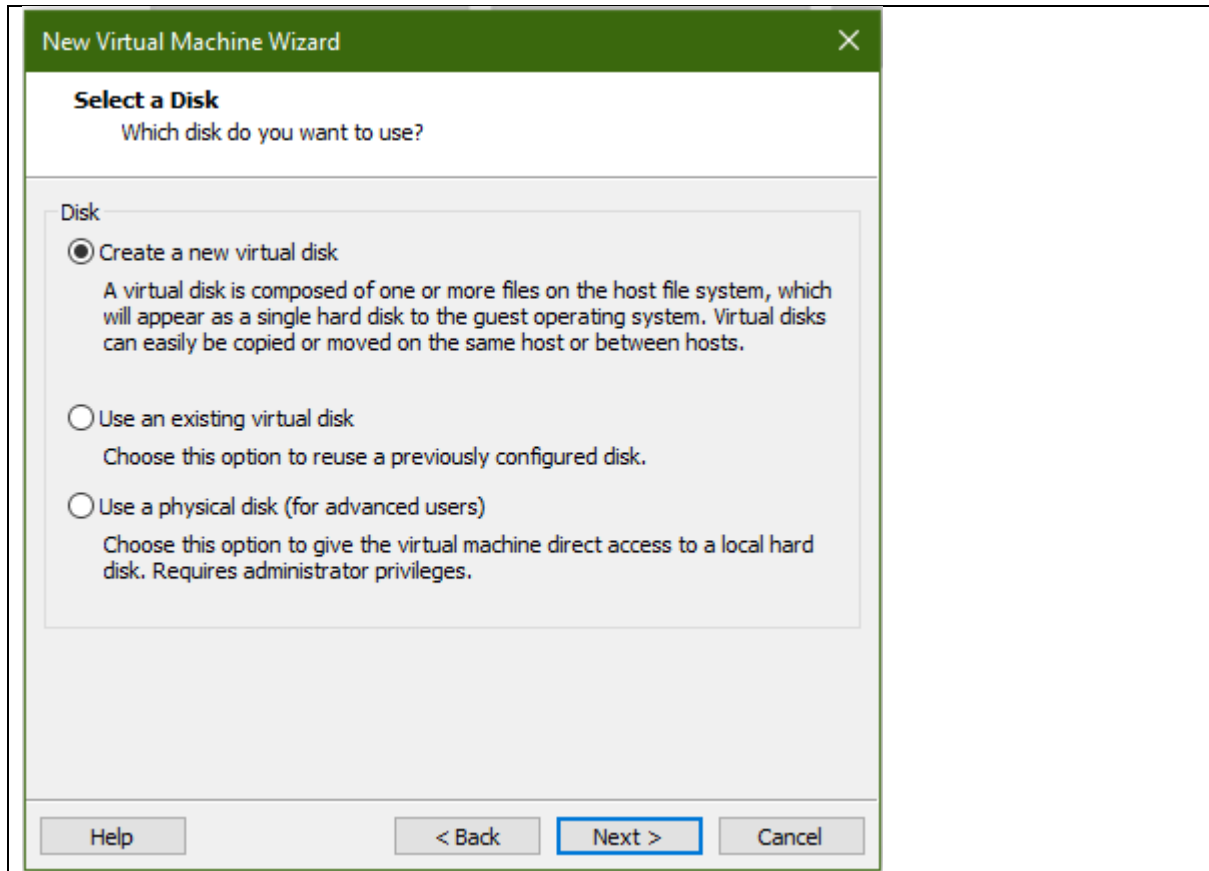 New Virtual Machine Wizard
Select a Disk
Which disk do you want to use?
Disk
Create a new virtual disk
A virtual disk is composed of one or more files on the host file system, which
will appear as a single hard disk to the guest operating system. Virtual disks
can easily be copied or moved on the same host or between hosts.
Use an existing virtual disk
Choose this option to reuse a previously configured disk.
Use a physical disk (for advanced users)
Choose this option to give the virtual machine direct access to a local hard
disk. Requires administrator privileges.
Help < Back Next > Cancel